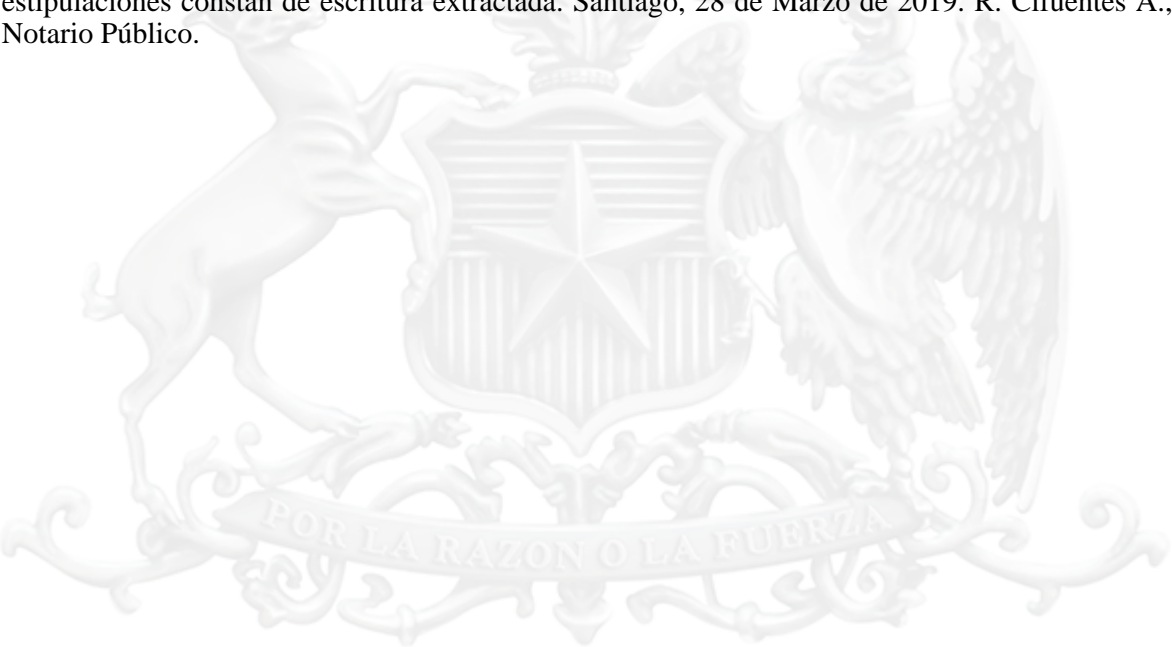 estipulaciones constan de escritura extractada. Santiago, 28 de Marzo de 2019. R. Cifuentes A.,
Notario Público.
POR LA RAZON O LA FUERZA